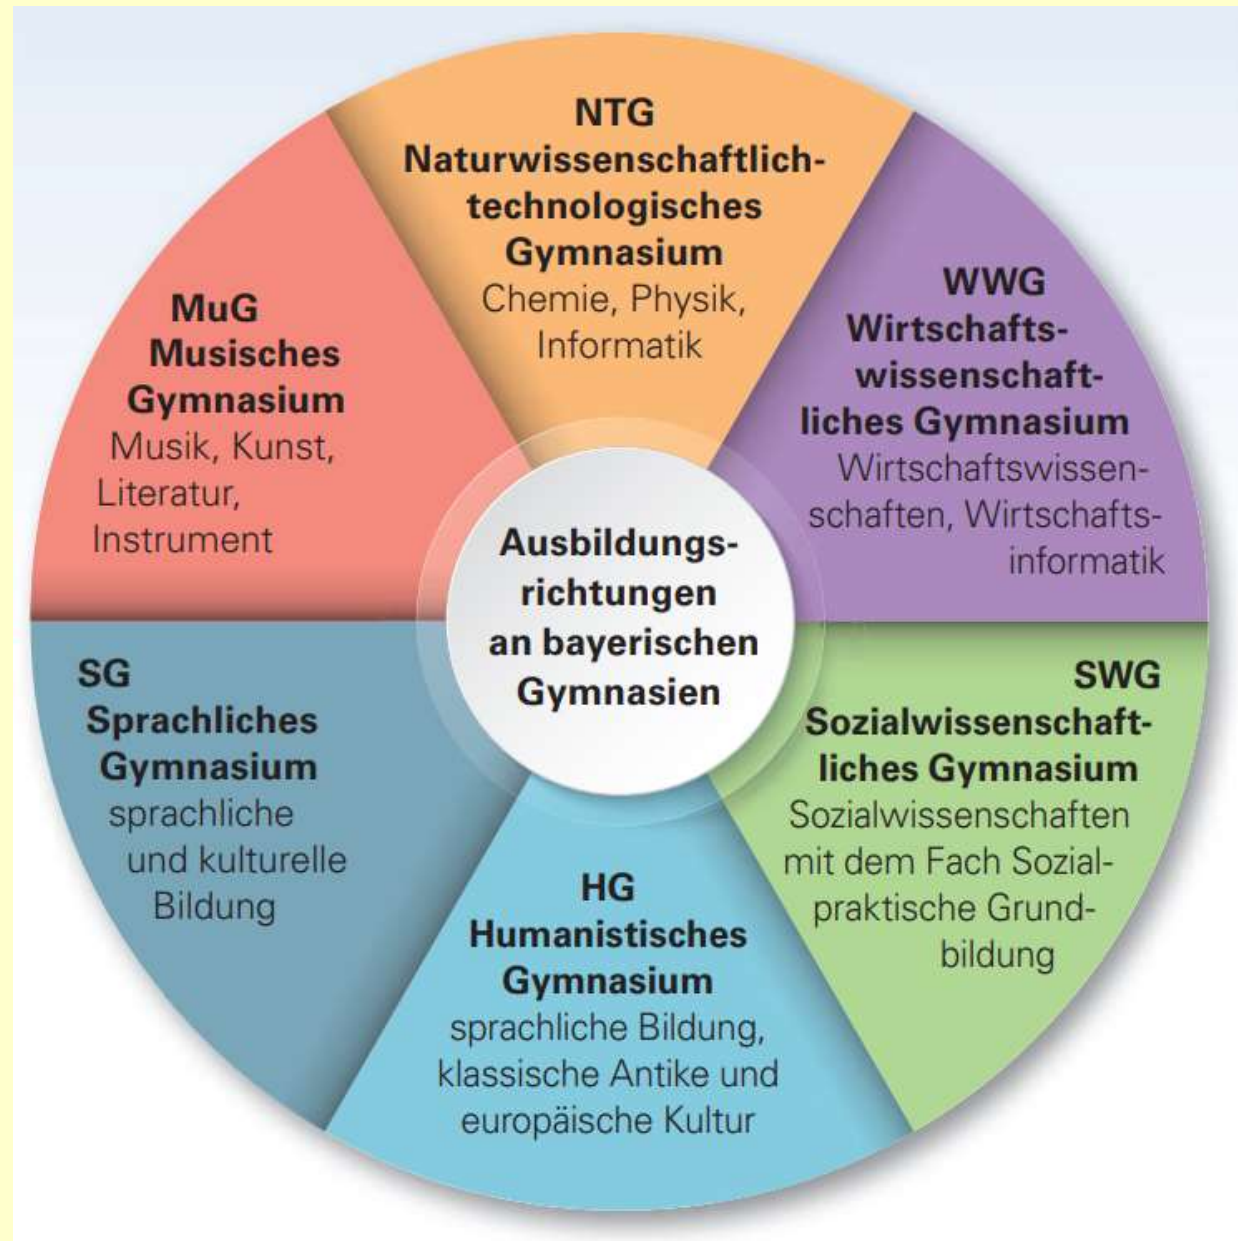 NTG
Naturwissenschaftlich-
technologisches
Gymnasium
Chemie, Physik,
Informatik
WWG
Wirtschafts-
wissenschaft-
liches Gymnasium
Wirtschaftswissen-
schaften, Wirtschafts-
informatik
SWG
Sozialwissenschaft-
liches Gymnasium
Sozialwissenschaften
mit dem Fach Sozial-
praktische Grund-
bildung
HG
Humanistisches
Gymnasium
sprachliche Bildung,
klassische Antike und
europäische Kultur
SG
Sprachliches
Gymnasium
sprachliche
und kulturelle
Bildung
MuG
Musisches
Gymnasium
Musik, Kunst,
Literatur,
Instrument
Ausbildungs-
richtungen
an bayerischen
Gymnasien